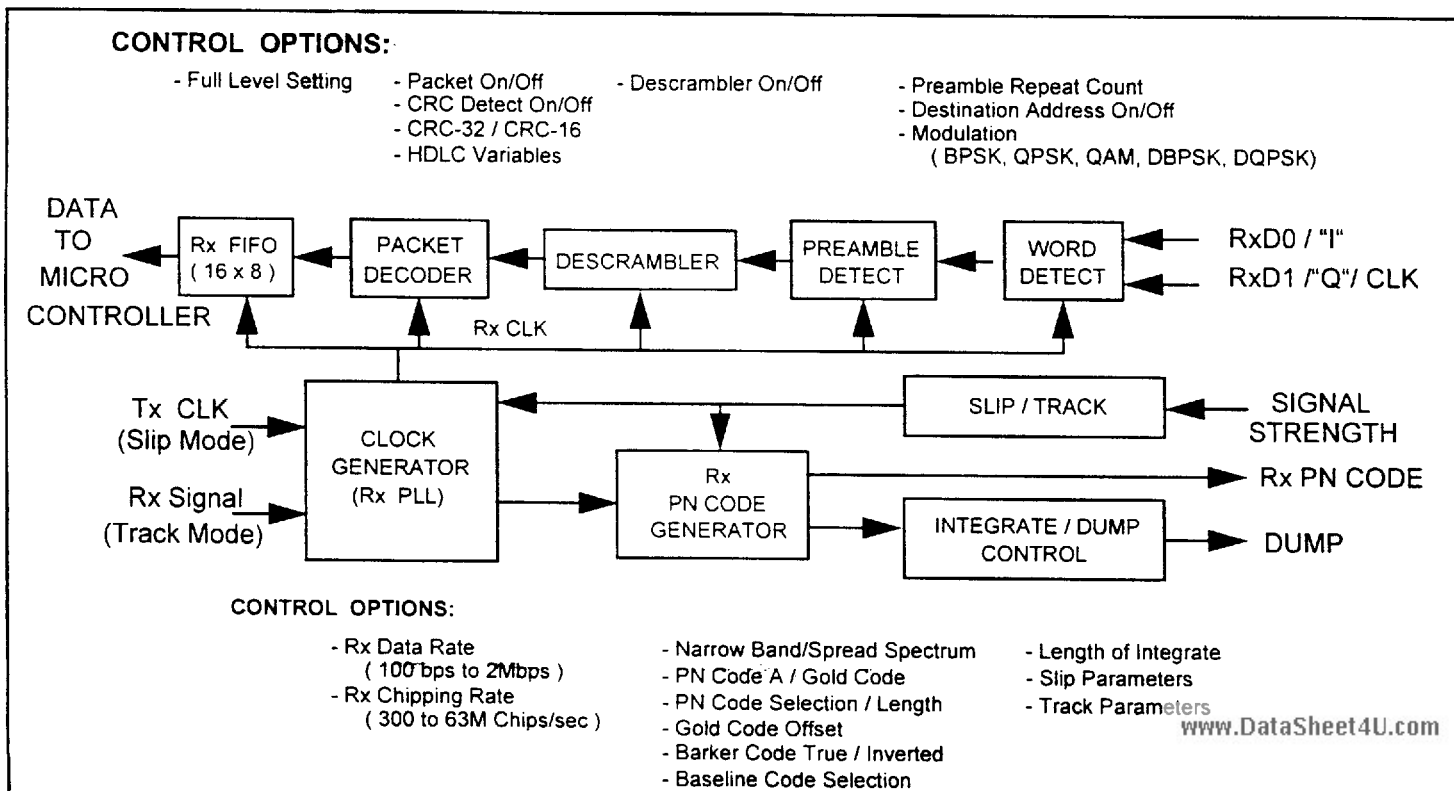 CONTROL OPTIONS:
- Full Level Setting
- Packet On/Off
- CRC Detect On/Off
- CRC-32 / CRC-16
- HDLC Variables
- Descrambler On/Off
- Preamble Repeat Count
- Destination Address On/Off
- Modulation
( BPSK, QPSK, QAM, DBPSK, DQPSK)
DATA
TO
MICRO
CONTROLLER
Rx FIFO
( 16 x 8 )
PACKET
DECODER
DESCRAMBLER
PREAMBLE
DETECT
WORD
DETECT
RxD0 / "I"
RxD1 /"Q"/ CLK
Rx CLK
Tx CLK
(Slip Mode)
Rx Signal
(Track Mode)
CLOCK
GENERATOR
(Rx PLL)
SLIP / TRACK
SIGNAL
STRENGTH
Rx
PN CODE
GENERATOR
Rx PN CODE
INTEGRATE / DUMP
CONTROL
DUMP
CONTROL OPTIONS:
- Rx Data Rate
( 100 bps to 2Mbps )
- Rx Chipping Rate
( 300 to 63M Chips/sec )
- Narrow Band/Spread Spectrum
- PN Code A / Gold Code
- PN Code Selection / Length
- Gold Code Offset
- Barker Code True / Inverted
- Baseline Code Selection
- Length of Integrate
- Slip Parameters
- Track Parameters
www.DataSheet4U.com